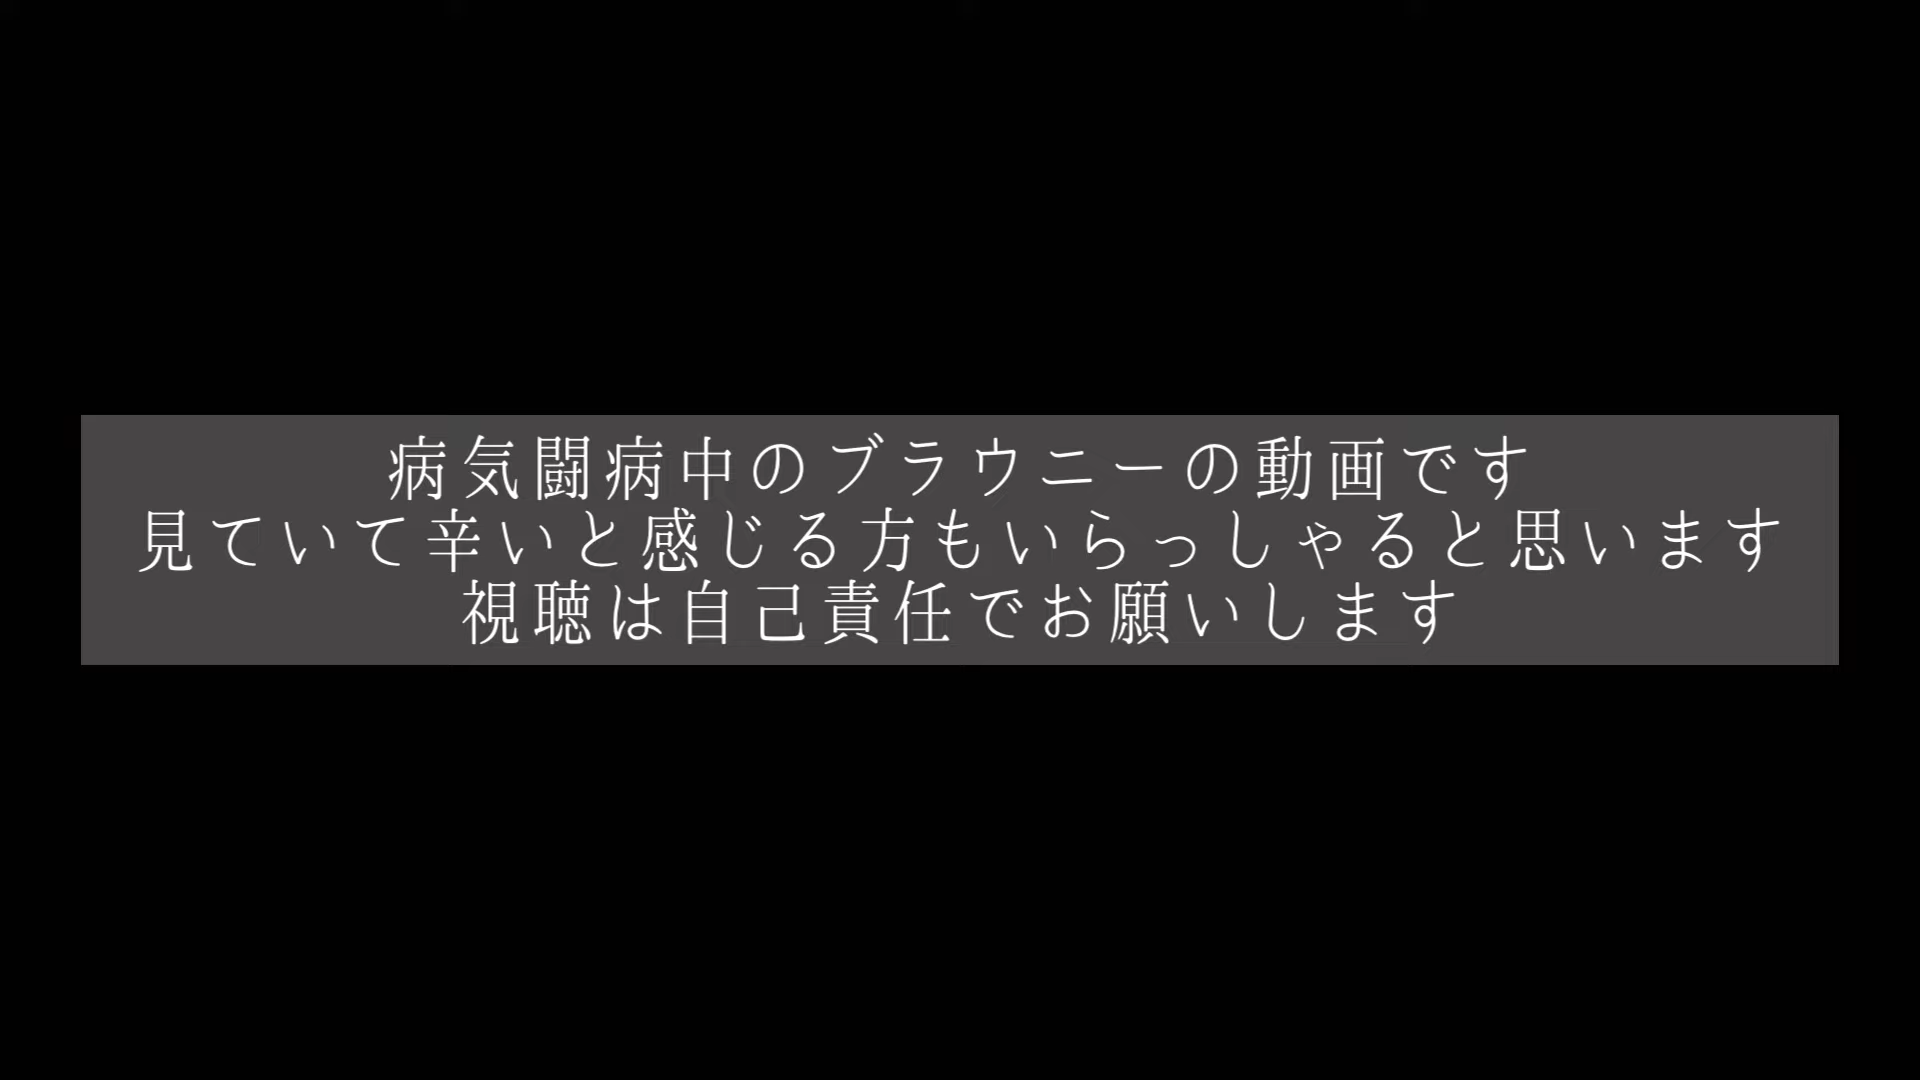 病気闘病中のブラウニーの動画です
見ていて辛いと感じる方もいらっしゃると思います
視聴は自己責任でお願いします